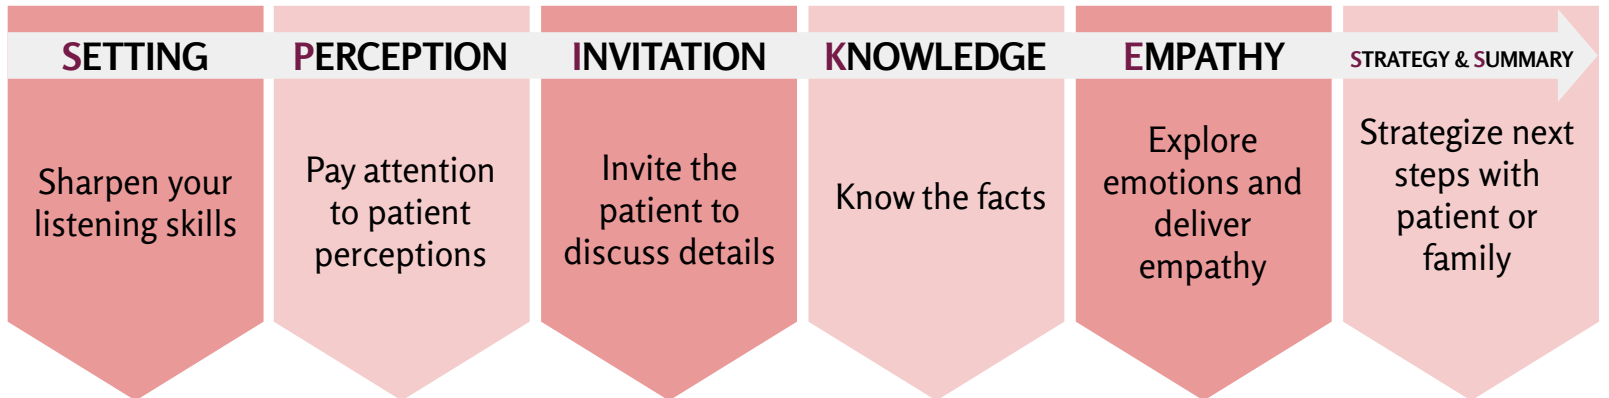 SETTING
Sharpen your
listening skills
PERCEPTION
Pay attention
to patient
perceptions
INVITATION
Invite the
patient to
discuss details
KNOWLEDGE
Know the facts
EMPATHY
Explore
emotions and
deliver
empathy
STRATEGY & SUMMARY
Strategize next
steps with
patient or
family